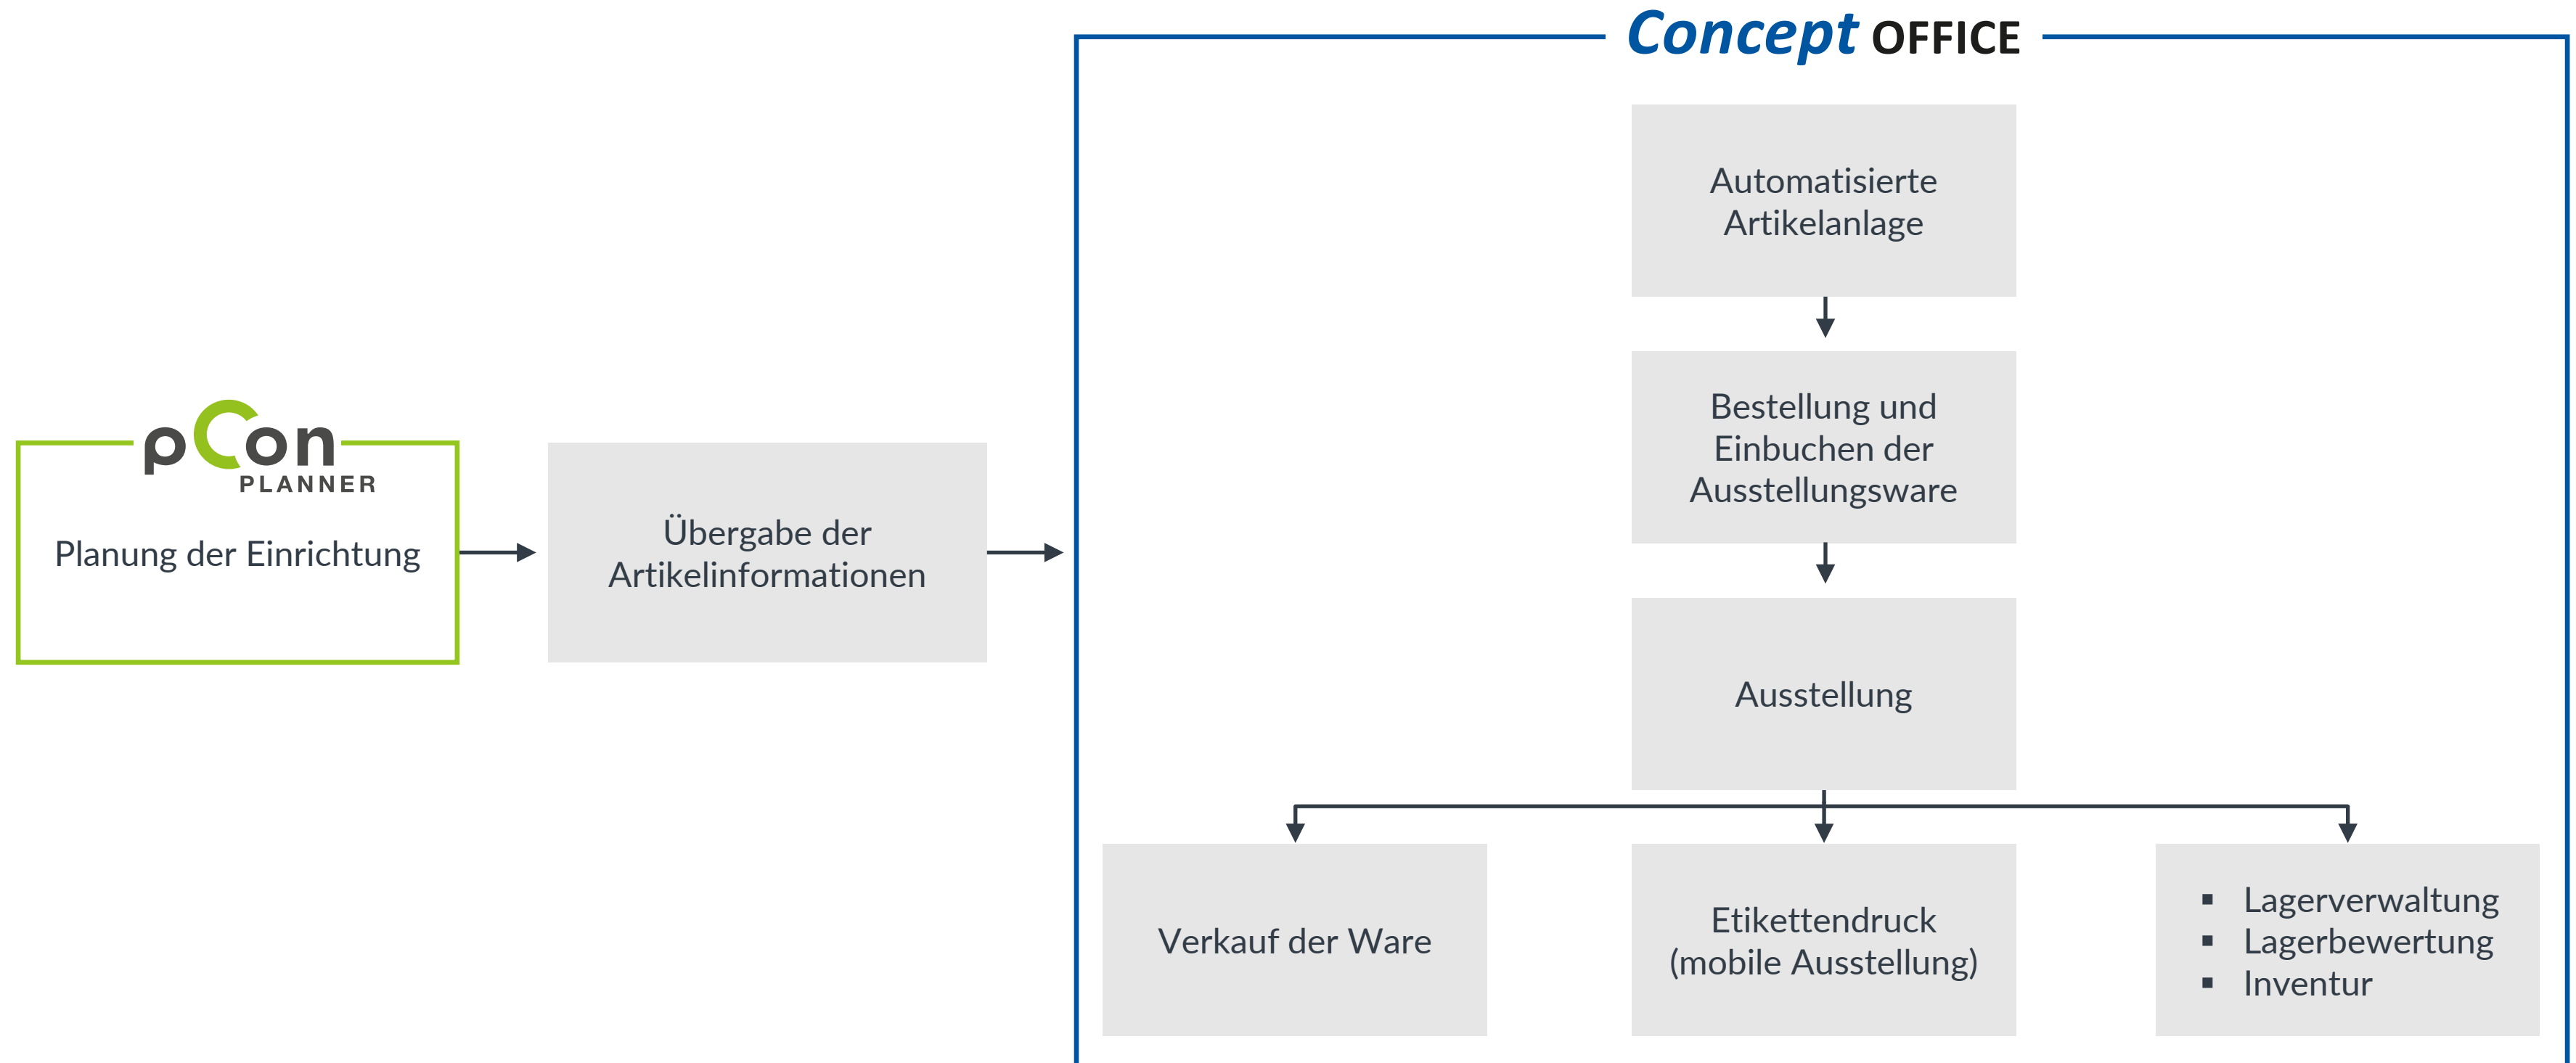 Concept OFFICE
Automatisierte
Artikelanlage
Bestellung und
Einbuchen der
Ausstellungsware
pCon
PLANNER
Planung der Einrichtung
Übergabe der
Artikelinformationen
Ausstellung
Verkauf der Ware
Etikettendruck
(mobile Ausstellung)
▪ Lagerverwaltung
▪ Lagerbewertung
▪ Inventur